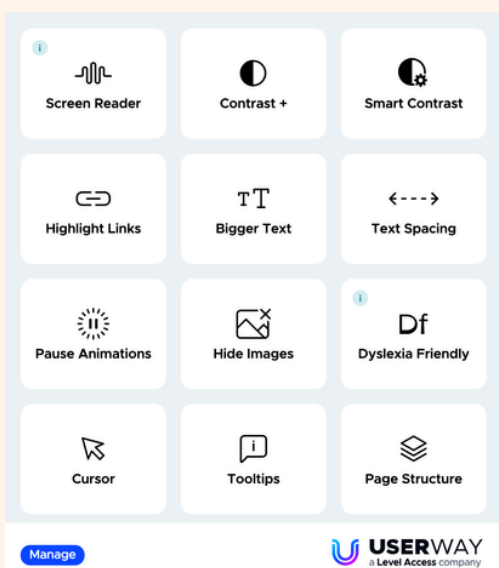 i
Screen Reader
Contrast +
Smart Contrast
Highlight Links
TT
Bigger Text
Text Spacing
Pause Animations
Hide Images
i
Df
Dyslexia Friendly
Cursor
i
Tooltips
Page Structure
Manage
USERWAY
a Level Access company